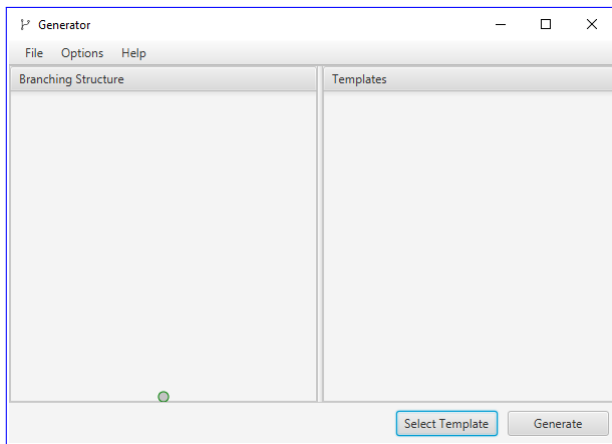 Generator
File Options Help
Branching Structure Templates
Select Template Generate